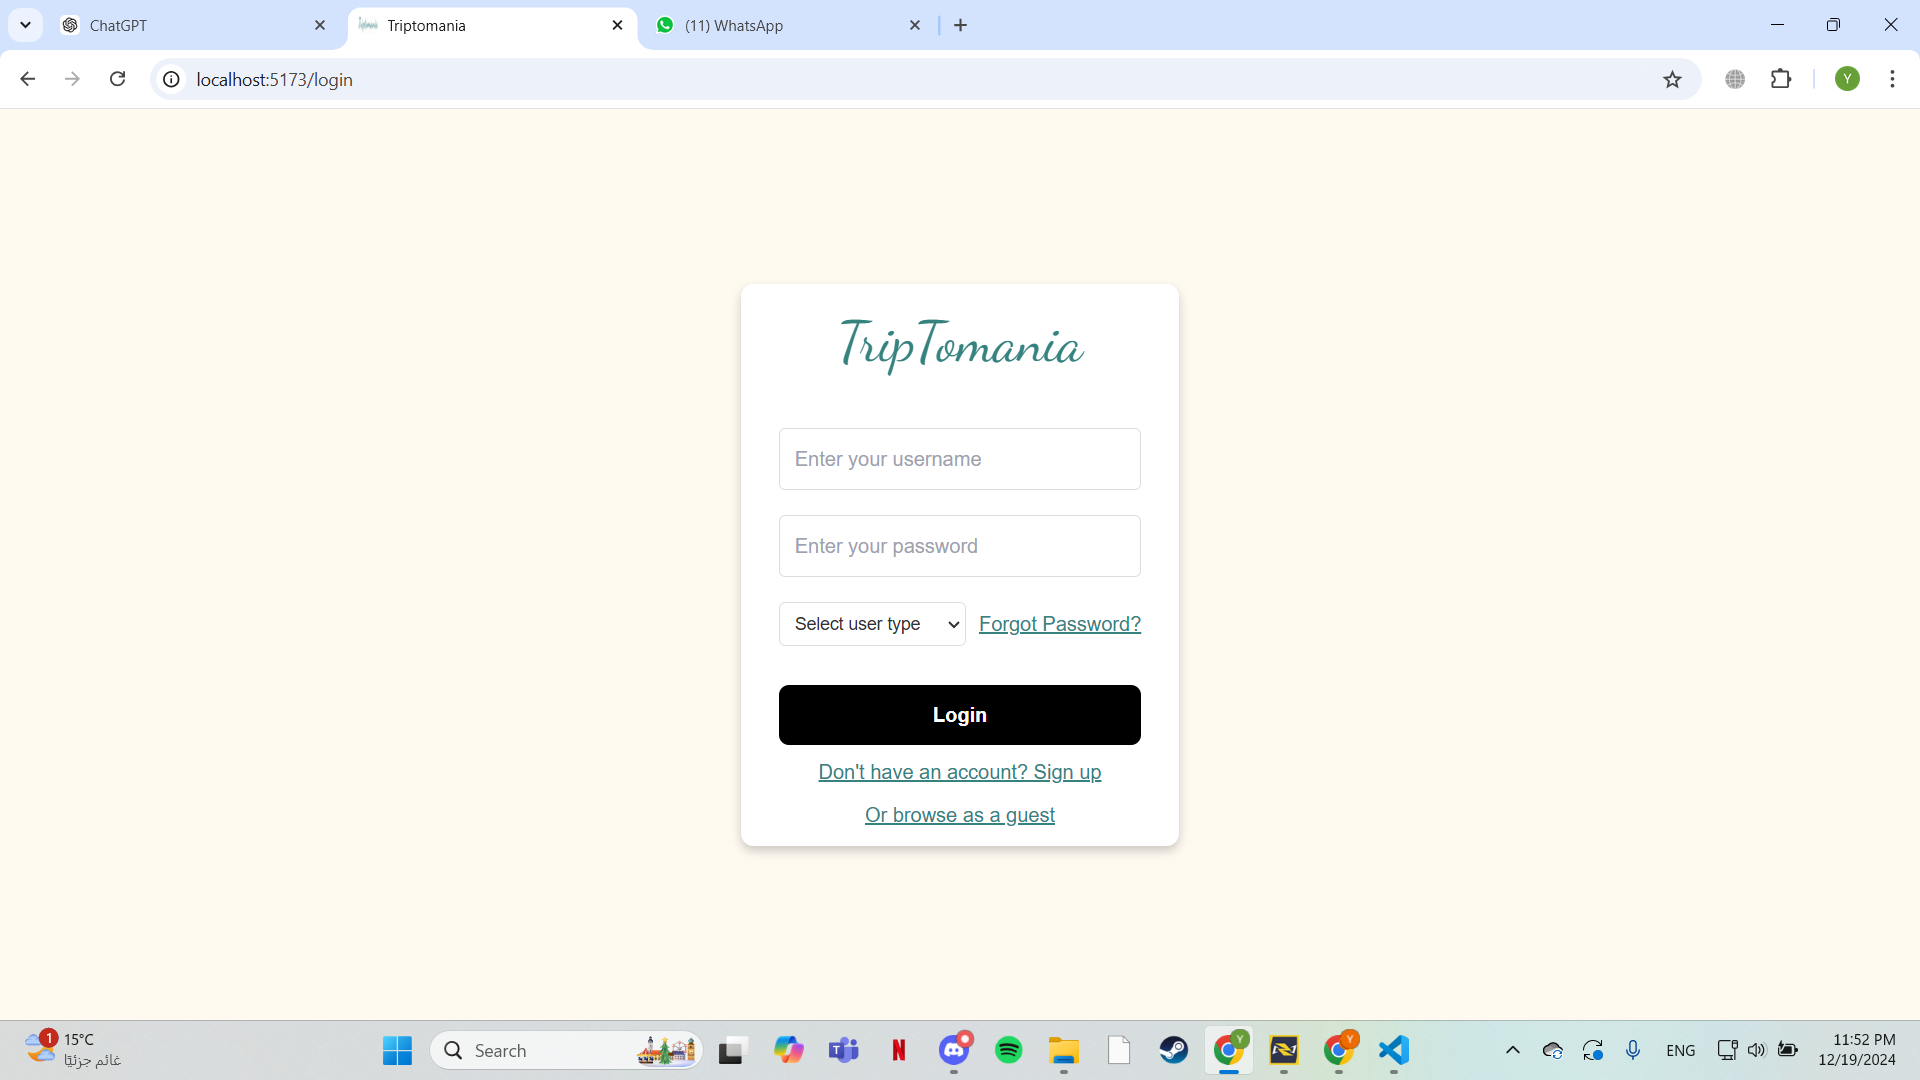 ChatGPT
Triptomania
(11) WhatsApp
localhost:5173/login
Y
TripTomania
Enter your username
Enter your password
Select user type
Forgot Password?
Login
Don't have an account? Sign up
Or browse as a guest
1
15°C
غائم جزئيًا
Search
N
Y
Y
ENG
11:52 PM
12/19/2024